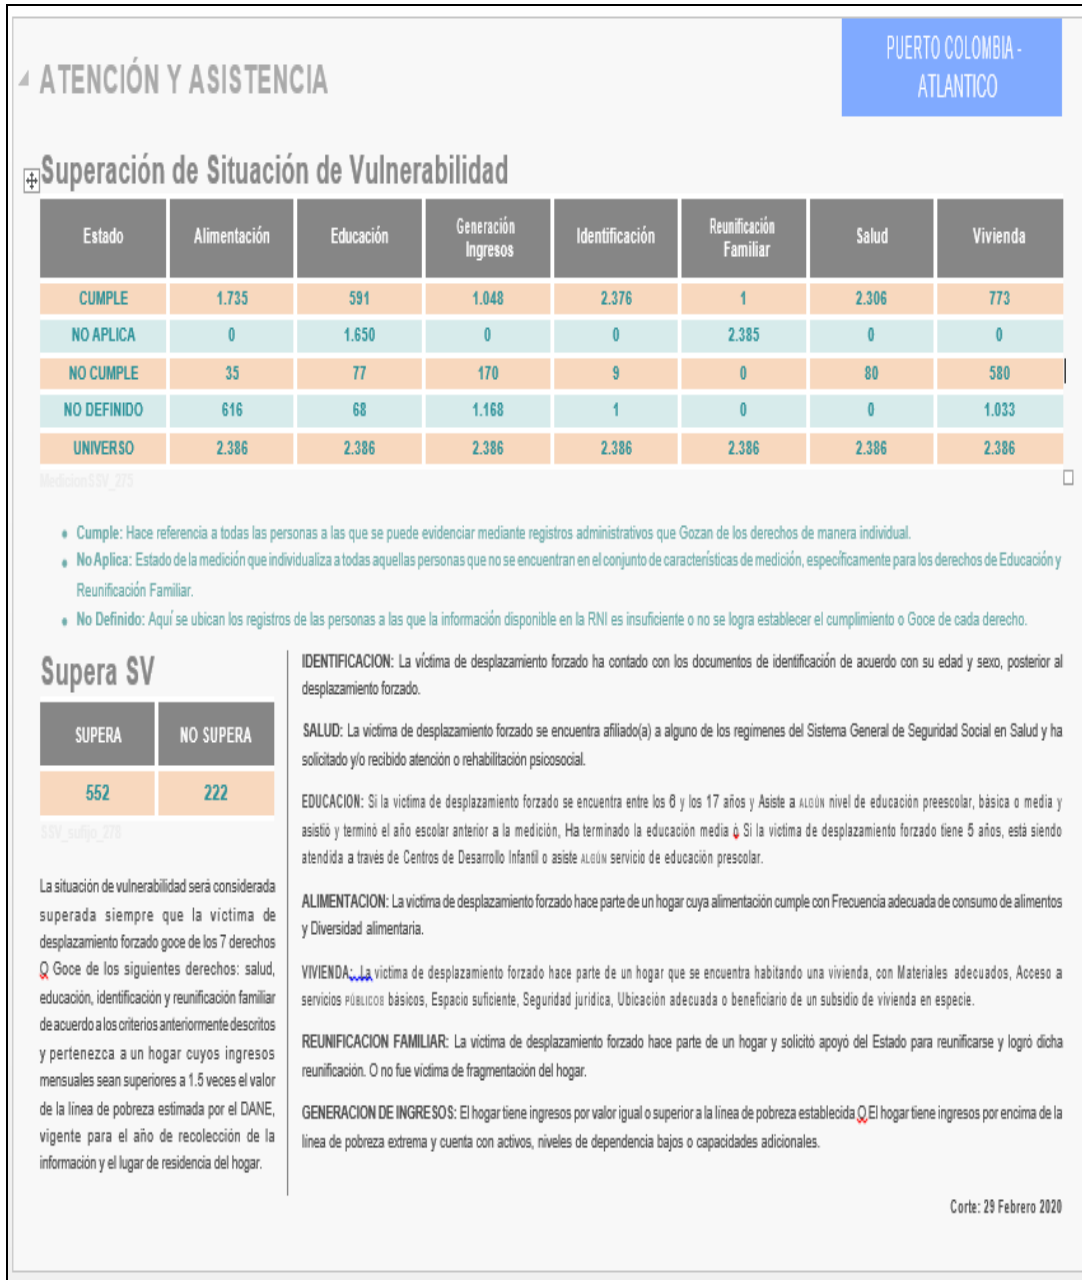 PUERTO COLOMBIA -
ATLANTICO
ATENCIÓN Y ASISTENCIA
Superación de Situación de Vulnerabilidad
Estado Alimentación Educación Generación Ingresos Identificación Reunificación Familiar Salud Vivienda
CUMPLE 1.735 591 1.048 2.376 1 2.306 773
NO APLICA 0 1.650 0 0 2.385 0 0
NO CUMPLE 35 77 170 9 0 80 580
NO DEFINIDO 616 68 1.168 1 0 0 1.033
UNIVERSO 2.386 2.386 2.386 2.386 2.386 2.386 2.386
MedicionSSV_275
• Cumple: Hace referencia a todas las personas a las que se puede evidenciar mediante registros administrativos que Gozan de los derechos de manera individual.
• No Aplica: Estado de la medición que individualiza a todas aquellas personas que no se encuentran en el conjunto de características de medición, específicamente para los derechos de Educación y
Reunificación Familiar.
• No Definido: Aquí se ubican los registros de las personas a las que la información disponible en la RNI es insuficiente o no se logra establecer el cumplimiento o Goce de cada derecho.
Supera SV
SUPERA NO SUPERA
552 222
SSV_sufijo_276
La situación de vulnerabilidad será considerada
superada siempre que la víctima de
desplazamiento forzado goce de los 7 derechos
O Goce de los siguientes derechos: salud,
educación, identificación y reunificación familiar
de acuerdo a los criterios anteriormente descritos
y pertenezca a un hogar cuyos ingresos
mensuales sean superiores a 1.5 veces el valor
de la línea de pobreza estimada por el DANE,
vigente para el año de recolección de la
información y el lugar de residencia del hogar.
IDENTIFICACION: La víctima de desplazamiento forzado ha contado con los documentos de identificación de acuerdo con su edad y sexo, posterior al
desplazamiento forzado.
SALUD: La victima de desplazamiento forzado se encuentra afiliado(a) a alguno de los regimenes del Sistema General de Seguridad Social en Salud y ha
solicitado y/o recibido atención o rehabilitación psicosocial.
EDUCACION: Si la victima de desplazamiento forzado se encuentra entre los 6 y los 17 años y Asiste a ALGÚN nivel de educación preescolar, básica o media y
asistió y terminó el año escolar anterior a la medición, Ha terminado la educación media ò Si la victima de desplazamiento forzado tiene 5 años, está siendo
atendida a través de Centros de Desarrollo Infantil o asiste ALGÚN servicio de educación prescolar.
ALIMENTACION: La victima de desplazamiento forzado hace parte de un hogar cuya alimentación cumple con Frecuencia adecuada de consumo de alimentos
y Diversidad alimentaria.
VIVIENDA: La victima de desplazamiento forzado hace parte de un hogar que se encuentra habitando una vivienda, con Materiales adecuados, Acceso a
servicios PÚBLICOS básicos, Espacio suficiente, Seguridad juridica, Ubicación adecuada o beneficiario de un subsidio de vivienda en especie.
REUNIFICACION FAMILIAR: La victima de desplazamiento forzado hace parte de un hogar y solicitó apoyó del Estado para reunificarse y logró dicha
reunificación. O no fue victima de fragmentación del hogar.
GENERACION DE INGRESOS: El hogar tiene ingresos por valor igual o superior a la línea de pobreza establecida O El hogar tiene ingresos por encima de la
línea de pobreza extrema y cuenta con activos, niveles de dependencia bajos o capacidades adicionales.
Corte: 29 Febrero 2020